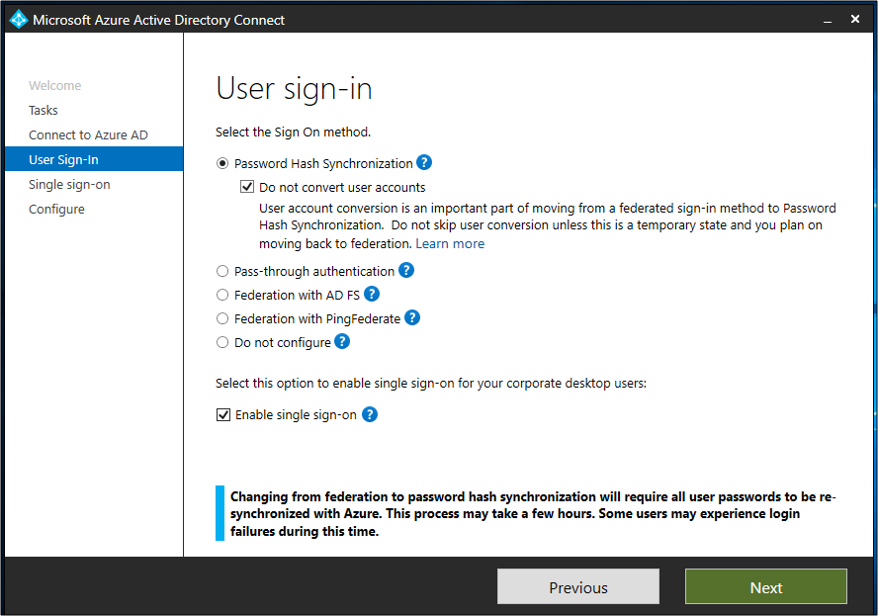 Microsoft Azure Active Directory Connect
Welcome
Tasks
Connect to Azure AD
User Sign-In
Single sign-on
Configure
User sign-in
Select the Sign On method.
Password Hash Synchronization ?
Do not convert user accounts
User account conversion is an important part of moving from a federated sign-in method to Password
Hash Synchronization. Do not skip user conversion unless this is a temporary state and you plan on
moving back to federation. Learn more
Pass-through authentication ?
Federation with AD FS ?
Federation with PingFederate ?
Do not configure ?
Select this option to enable single sign-on for your corporate desktop users:
Enable single sign-on ?
Changing from federation to password hash synchronization will require all user passwords to be re-
synchronized with Azure. This process may take a few hours. Some users may experience login
failures during this time.
Previous
Next